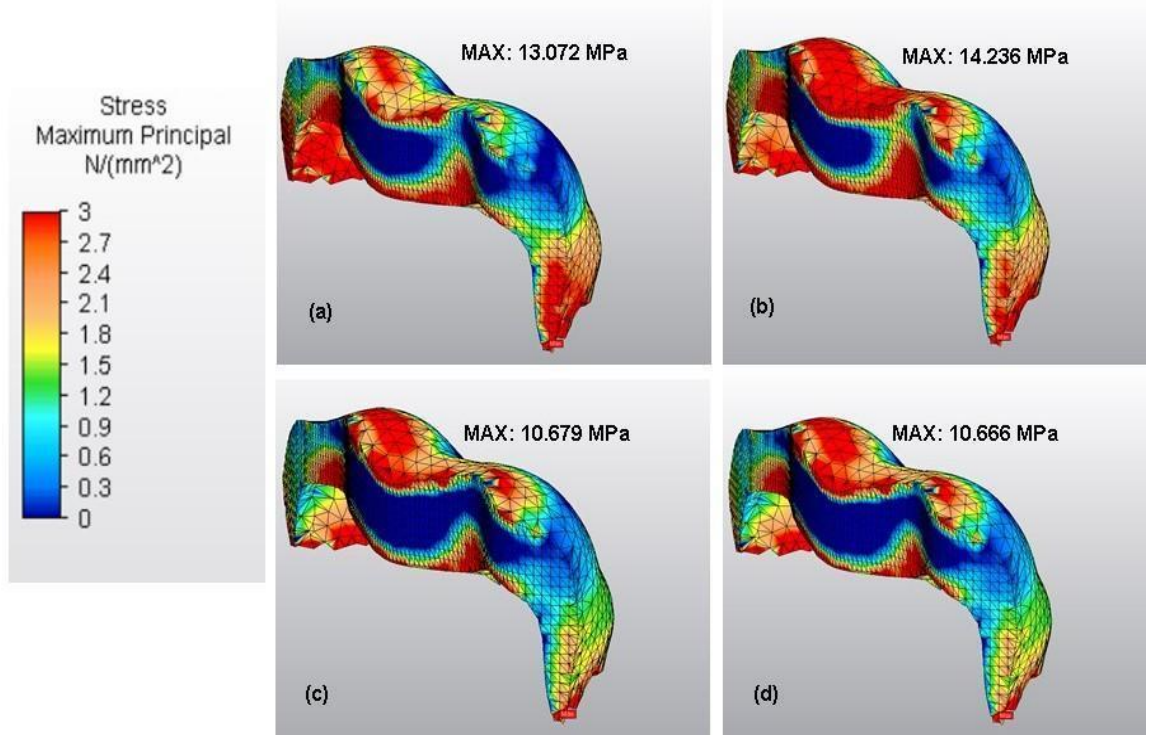 Stress
Maximum Principal
N/(mm^2)
3
2.7
2.4
2.1
1.8
1.5
1.2
0.9
0.6
0.3
0
MAX: 13.072 MPa
(a)
MAX: 14.236 MPa
(b)
MAX: 10.679 MPa
(c)
MAX: 10.666 MPa
(d)